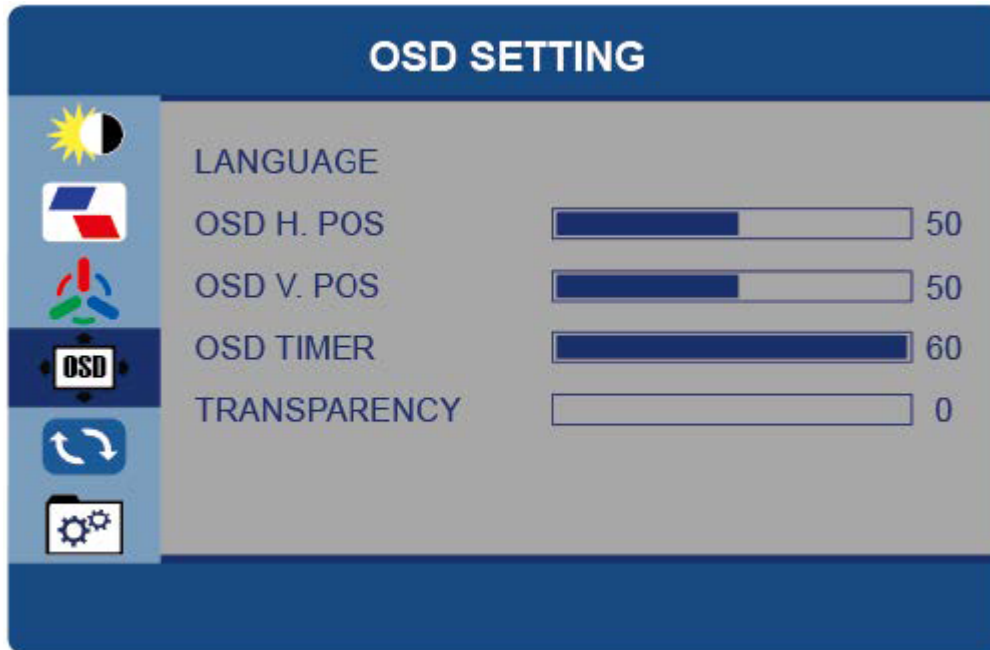 OSD SETTING
LANGUAGE
OSD H. POS 50
OSD V. POS 50
OSD
OSD TIMER 60
TRANSPARENCY 0